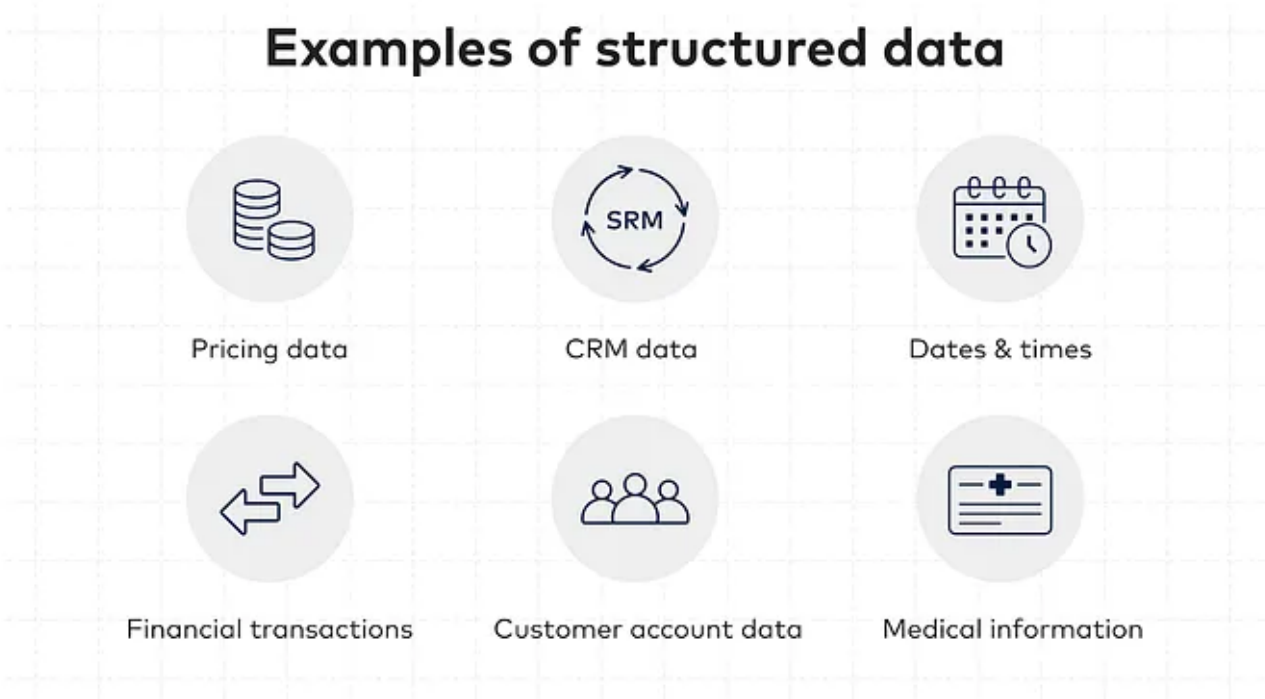 Examples of structured data
SRM
Pricing data
CRM data
Dates & times
Financial transactions
Customer account data
Medical information